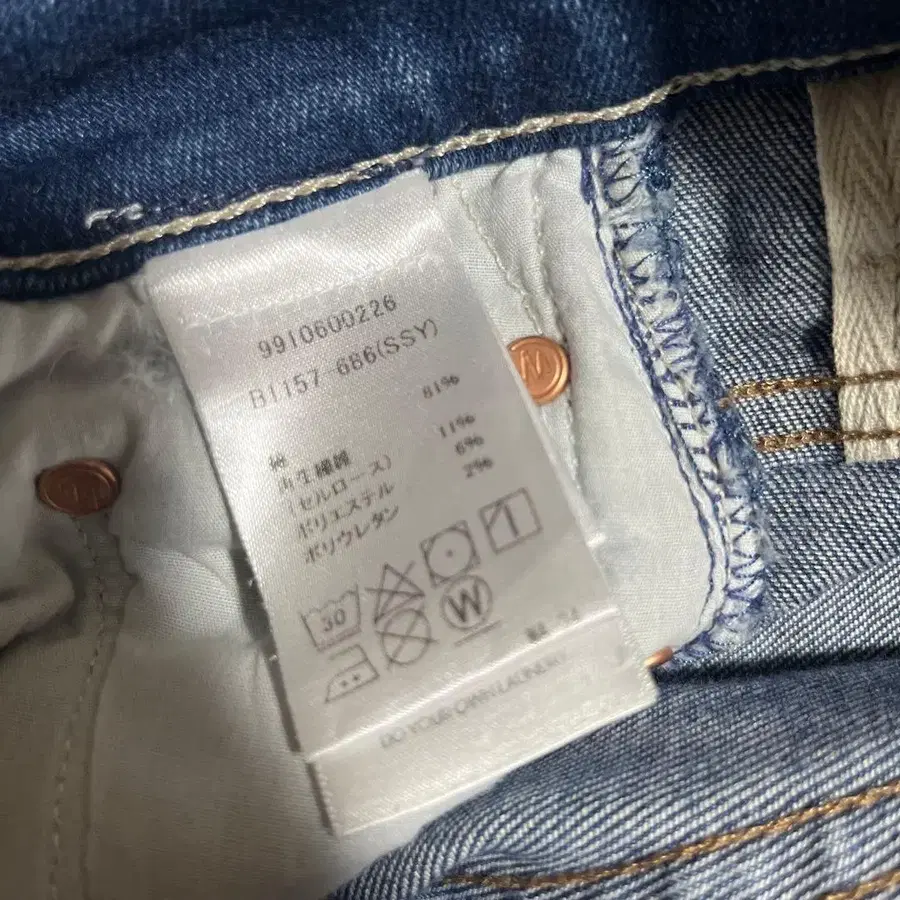 9910600226
B1157-686(SSY)
綿 81%
再生繊維 11%
(セルロース)
ポリエステル 6%
ポリウレタン 2%
30
W
DO YOUR OWN LAUNDRY
W